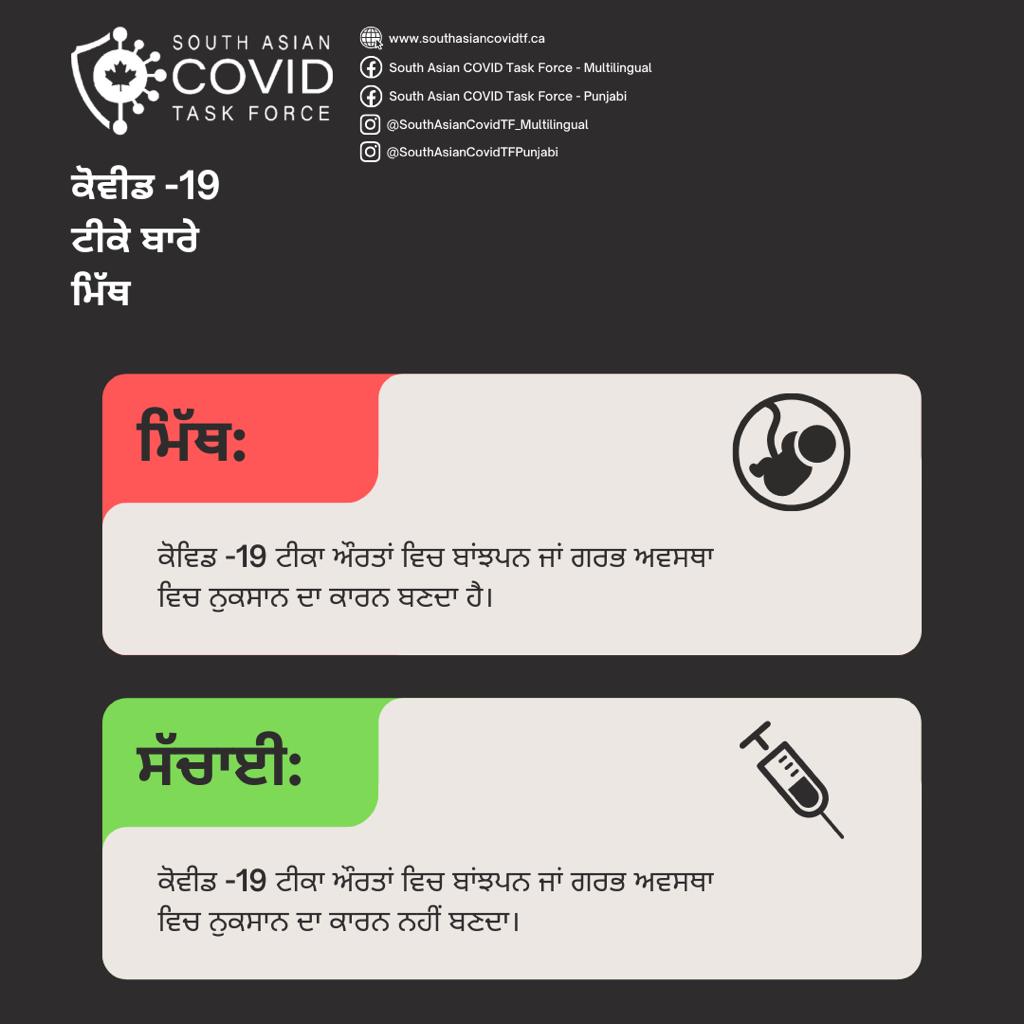 SOUTH ASIAN
COVID
TASK FORCE
www.southasiancovidtf.ca
South Asian COVID Task Force - Multilingual
South Asian COVID Task Force - Punjabi
@SouthAsianCovidTF_Multilingual
@SouthAsianCovidTFPunjabi
ਕੋਵੀਡ -19
ਟੀਕੇ ਬਾਰੇ
ਮਿੱਥ
ਮਿੱਥ:
ਕੋਵਿਡ -19 ਟੀਕਾ ਔਰਤਾਂ ਵਿਚ ਬਾਂਝਪਨ ਜਾਂ ਗਰਭ ਅਵਸਥਾ
ਵਿਚ ਨੁਕਸਾਨ ਦਾ ਕਾਰਨ ਬਣਦਾ ਹੈ।
ਸੱਚਾਈ:
ਕੋਵੀਡ -19 ਟੀਕਾ ਔਰਤਾਂ ਵਿਚ ਬਾਂਝਪਨ ਜਾਂ ਗਰਭ ਅਵਸਥਾ
ਵਿਚ ਨੁਕਸਾਨ ਦਾ ਕਾਰਨ ਨਹੀਂ ਬਣਦਾ।